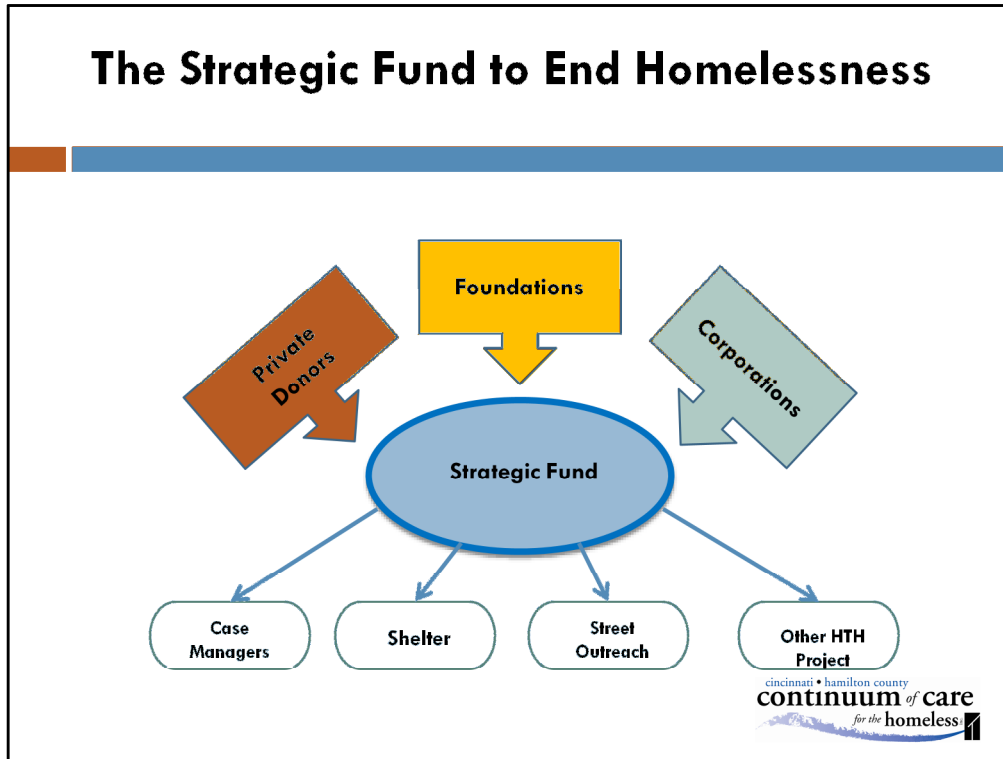 The Strategic Fund to End Homelessness
Private
Donors
Foundations
Corporations
Strategic Fund
Case
Managers
Shelter
Street
Outreach
Other HTH
Project
cincinnati • hamilton county
continuum of care
for the homeless